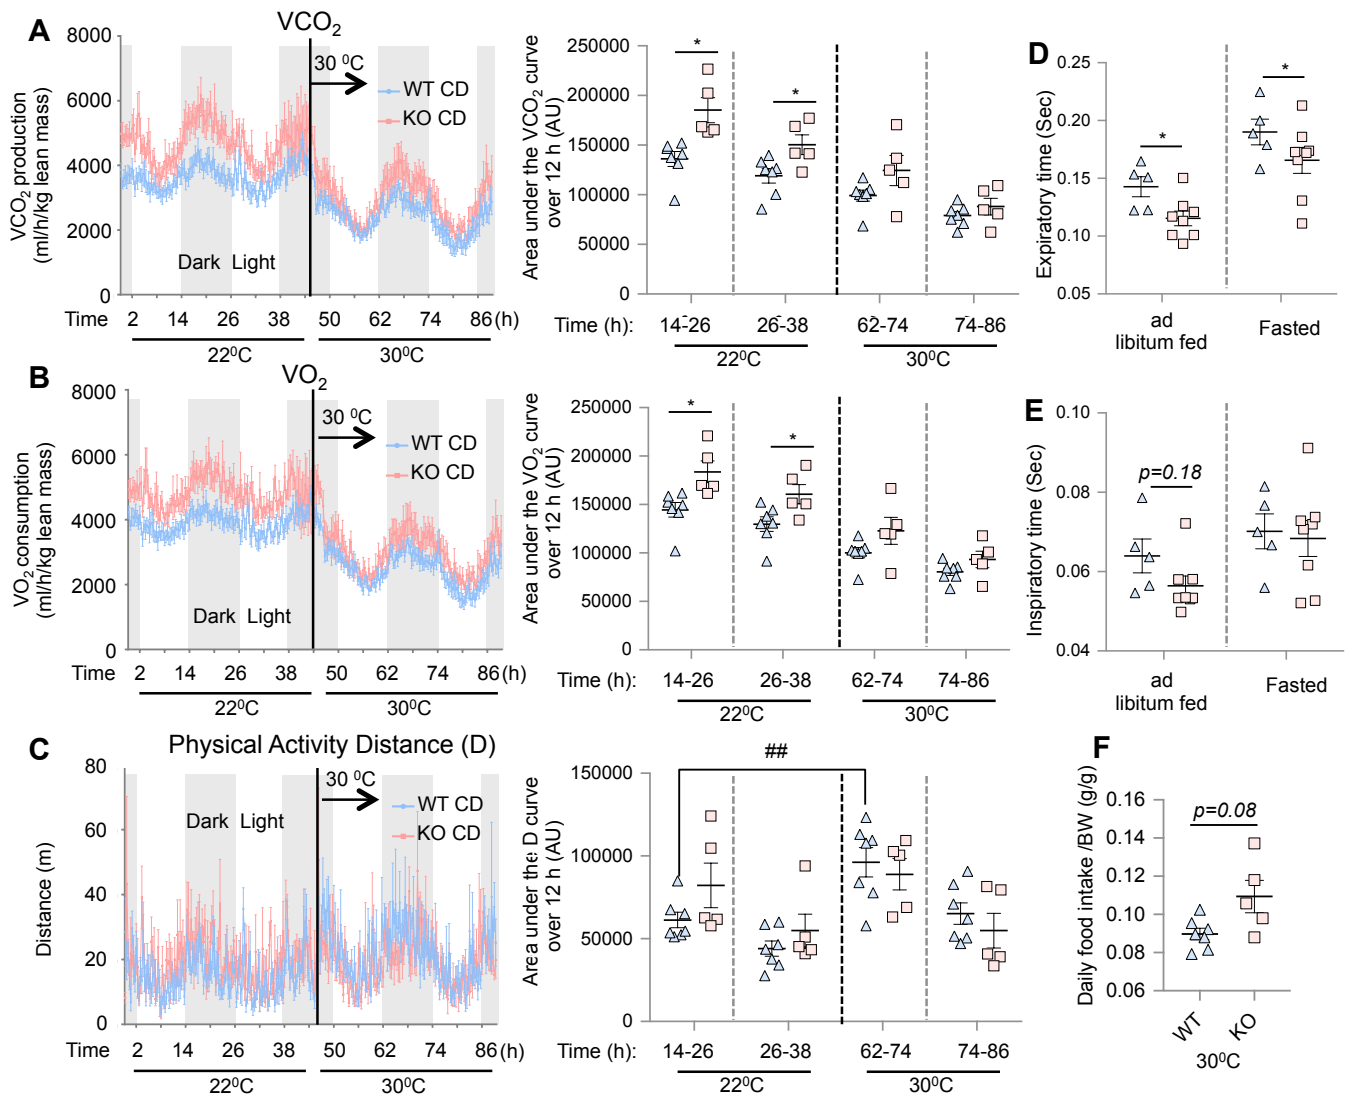 A
VCO2
8000
6000
4000
2000
0
VCO2 production
(ml/h/kg lean mass)
30 ⁰C
WT CD
KO CD
Dark Light
Time 2 14 26 38 50 62 74 86 (h)
22⁰C 30⁰C
250000
200000
150000
100000
50000
0
Area under the VCO2 curve
over 12 h (AU)
*
*
Time (h): 14-26 26-38 62-74 74-86
22⁰C 30⁰C
D
0.25
0.20
0.15
0.10
0.05
Expiratory time (Sec)
*
*
ad
libitum fed
Fasted
B
VO2
8000
6000
4000
2000
0
VO2 consumption
(ml/h/kg lean mass)
30 ⁰C
WT CD
KO CD
Dark Light
Time 2 14 26 38 50 62 74 86 (h)
22⁰C 30⁰C
250000
200000
150000
100000
50000
0
Area under the VO2 curve
over 12 h (AU)
*
*
Time (h): 14-26 26-38 62-74 74-86
22⁰C 30⁰C
E
0.10
0.08
0.06
0.04
Inspiratory time (Sec)
p=0.18
ad
libitum fed
Fasted
C
Physical Activity Distance (D)
80
60
40
20
0
Distance (m)
30 ⁰C
WT CD
KO CD
Dark Light
Time 2 14 26 38 50 62 74 86 (h)
22⁰C 30⁰C
150000
100000
50000
0
Area under the D curve
over 12 h (AU)
##
Time (h): 14-26 26-38 62-74 74-86
22⁰C 30⁰C
F
0.16
0.14
0.12
0.10
0.08
0.06
Daily food intake /BW (g/g)
p=0.08
WT KO
30⁰C